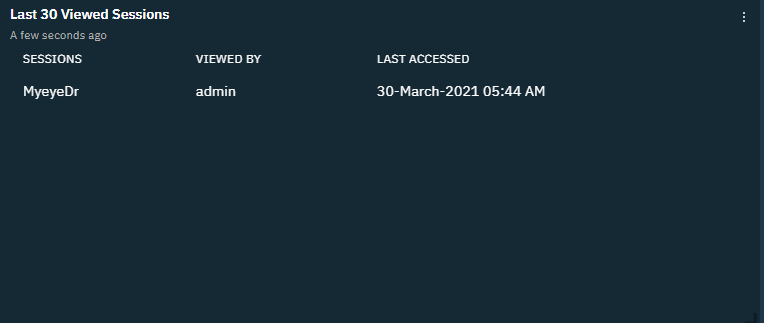 Last 30 Viewed Sessions
A few seconds ago
SESSIONS VIEWED BY LAST ACCESSED
MyeyeDr admin 30-March-2021 05:44 AM